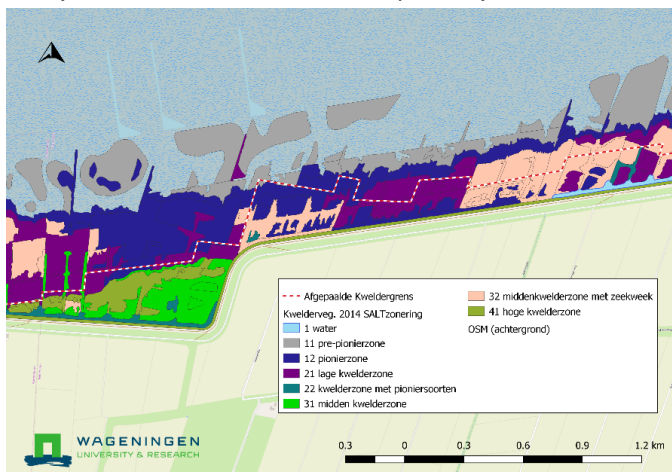 Afgepaalde Kweldergrens
Kwelderveg. 2014 SALTzonering
1 water
11 pre-pionierzone
12 pionierzone
21 lage kwelderzone
22 kwelderzone met pioniersoorten
31 midden kwelderzone
32 middenkwelderzone met zeekweek
41 hoge kwelderzone
OSM (achtergrond)
WAGENINGEN
UNIVERSITY & RESEARCH
0.3 0 0.3 0.6 0.9 1.2 km